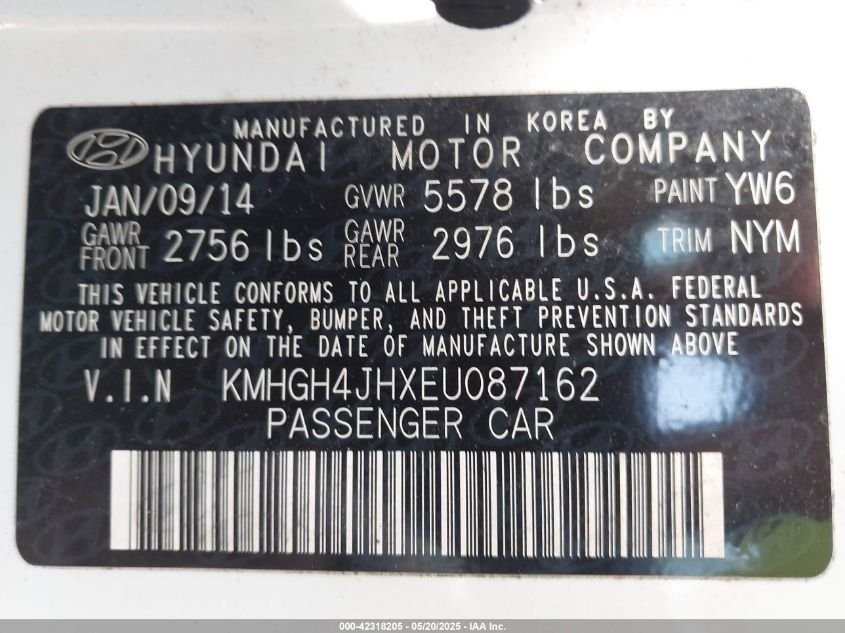 MANUFACTURED IN KOREA BY
HYUNDAI MOTOR COMPANY
JAN/09/14 GVWR 5578 lbs PAINT YW6
GAWR FRONT 2756 lbs GAWR REAR 2976 lbs TRIM NYM
THIS VEHICLE CONFORMS TO ALL APPLICABLE U.S.A. FEDERAL
MOTOR VEHICLE SAFETY, BUMPER, AND THEFT PREVENTION STANDARDS
IN EFFECT ON THE DATE OF MANUFACTURE SHOWN ABOVE
V.I.N KMHGH4JHXEU087162
PASSENGER CAR
000-42318205 - 05/20/2025 - IAA Inc.